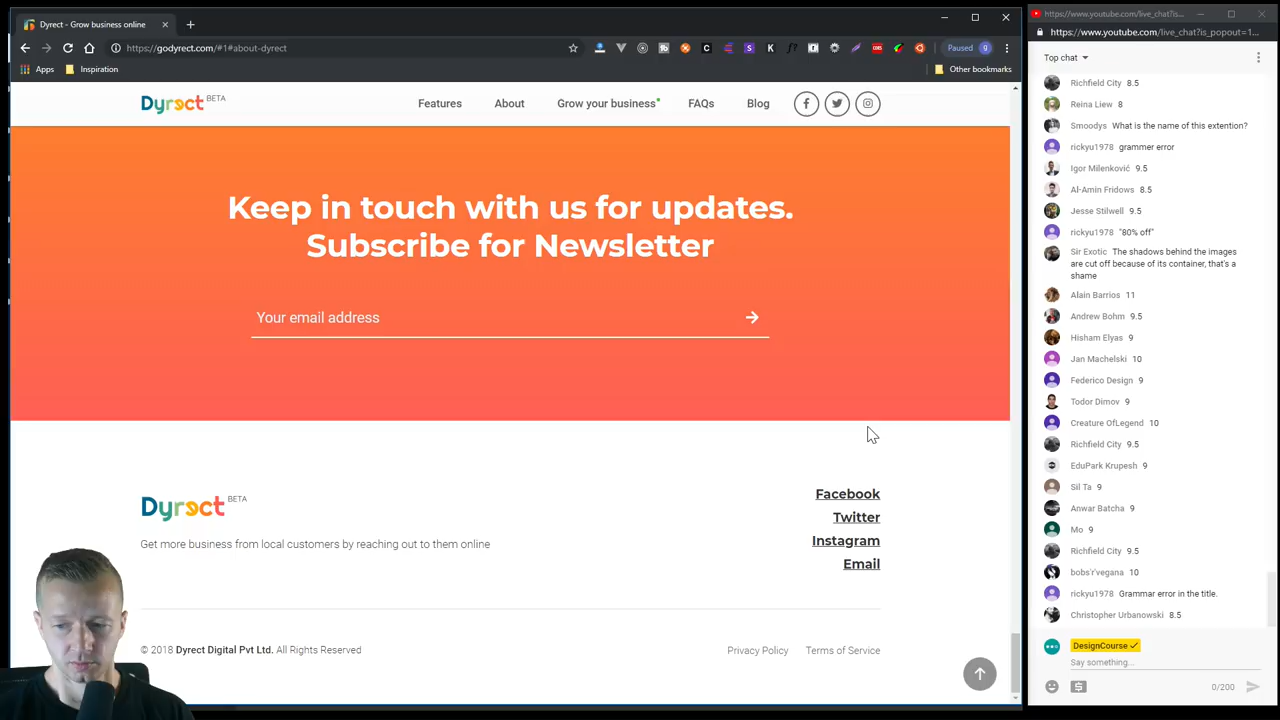 Dyrect - Grow business online
https://godyrect.com/#1#about-dyrect
Paused
Apps
Inspiration
Other bookmarks
Dyrect BETA
Features
About
Grow your business
FAQs
Blog
Keep in touch with us for updates.
Subscribe for Newsletter
Your email address
Dyrect BETA
Get more business from local customers by reaching out to them online
Facebook
Twitter
Instagram
Email
© 2018 Dyrect Digital Pvt Ltd. All Rights Reserved
Privacy Policy
Terms of Service
https://www.youtube.com/live_chat?is...
https://www.youtube.com/live_chat?is_popout=1...
Top chat
Richfield City 8.5
Reina Liew 8
Smoodys What is the name of this extention?
rickyu1978 grammer error
Igor Milenković 9.5
Al-Amin Fridows 8.5
Jesse Stilwell 9.5
rickyu1978 "80% off"
Sir Exotic The shadows behind the images
are cut off because of its container, that's a
shame
Alain Barrios 11
Andrew Bohm 9.5
Hisham Elyas 9
Jan Machelski 10
Federico Design 9
Todor Dimov 9
Creature OfLegend 10
Richfield City 9.5
EduPark Krupesh 9
Sil Ta 9
Anwar Batcha 9
Mo 9
Richfield City 9.5
bobs'r'vegana 10
rickyu1978 Grammar error in the title.
Christopher Urbanowski 8.5
DesignCourse
Say something...
0/200